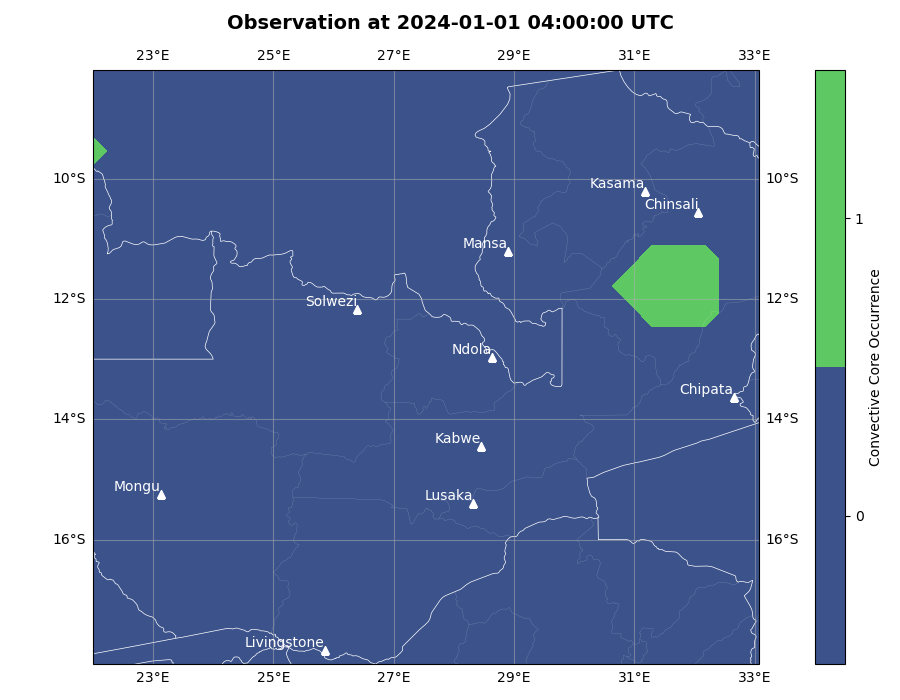 Observation at 2024-01-01 04:00:00 UTC
23°E 25°E 27°E 29°E 31°E 33°E
10°S 10°S
Kasama
Chinsali
1
Mansa
12°S 12°S
Solwezi
Ndola
Convective Core Occurrence
Chipata
14°S 14°S
Kabwe
Mongu
Lusaka
0
16°S 16°S
Livingstone
23°E 25°E 27°E 29°E 31°E 33°E